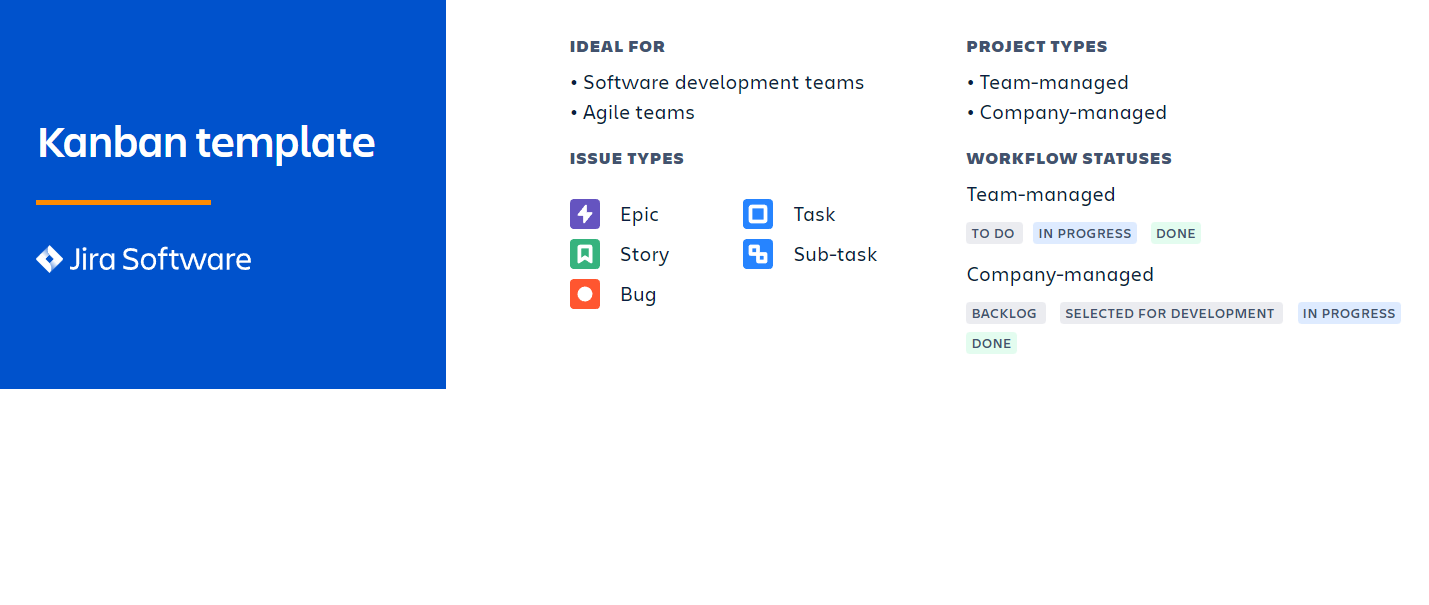 Kanban template
Jira Software
IDEAL FOR
• Software development teams
• Agile teams
ISSUE TYPES
Epic
Task
Story
Sub-task
Bug
PROJECT TYPES
• Team-managed
• Company-managed
WORKFLOW STATUSES
Team-managed
TO DO IN PROGRESS DONE
Company-managed
BACKLOG SELECTED FOR DEVELOPMENT IN PROGRESS
DONE